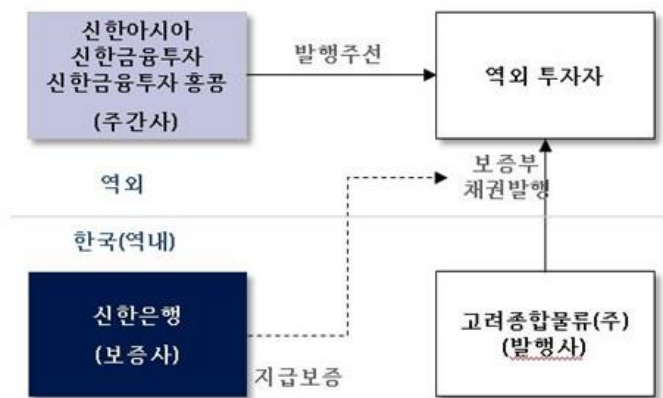 신한아시아
신한금융투자
신한금융투자 홍콩
(주간사)
발행주선
역외 투자자
보증부
채권발행
역외
한국(역내)
신한은행
(보증사)
지급보증
고려종합물류(주)
(발행사)